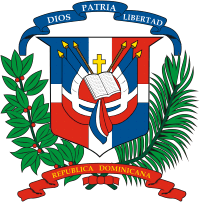 DIOS PATRIA LIBERTAD
REPUBLICA DOMINICANA